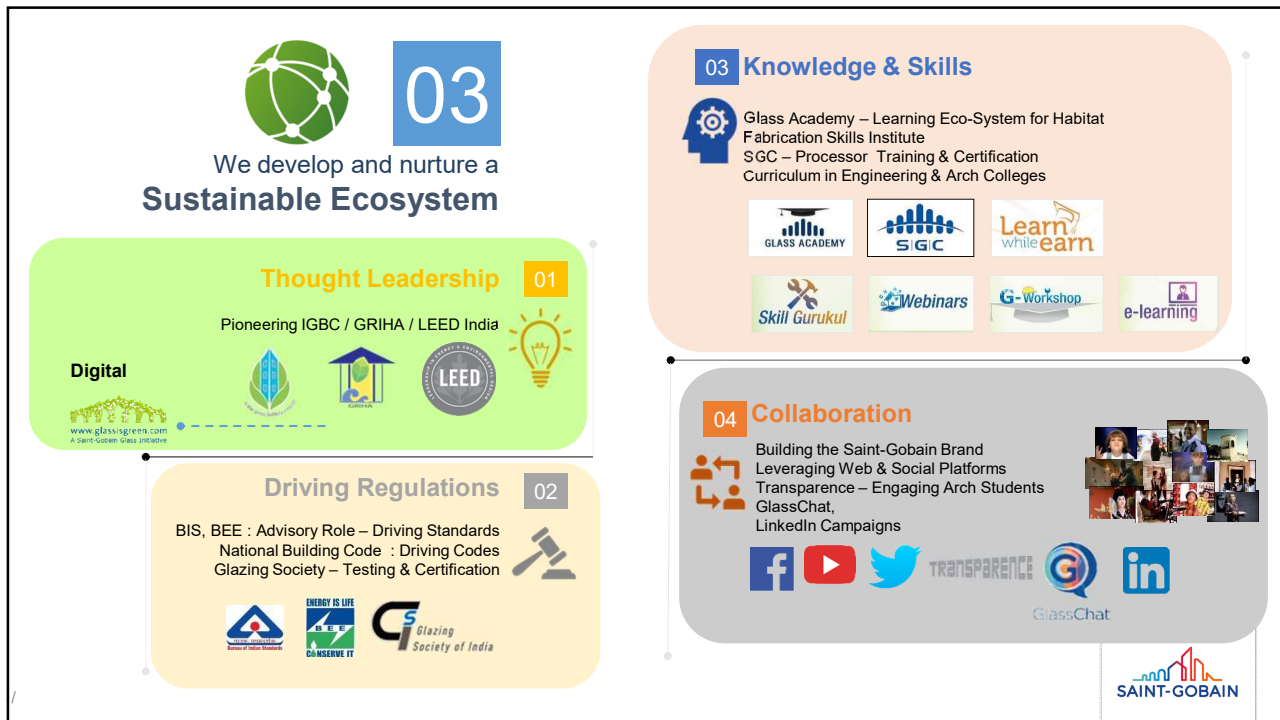 03
We develop and nurture a
Sustainable Ecosystem
Thought Leadership
01
Pioneering IGBC / GRIHA / LEED India
GRIHA
LEED
Digital
www.glassisgreen.com
A Saint-Gobain Glass Initiative
Driving Regulations
02
BIS, BEE : Advisory Role – Driving Standards
National Building Code : Driving Codes
Glazing Society – Testing & Certification
Bureau of Indian Standards
ENERGY IS LIFE
BEE
CONSERVE IT
GSI
Glazing
Society of India
03
Knowledge & Skills
Glass Academy – Learning Eco-System for Habitat
Fabrication Skills Institute
SGC – Processor Training & Certification
Curriculum in Engineering & Arch Colleges
GLASS ACADEMY
S|G|C
Learn
while earn
Skill Gurukul
Webinars
G-Workshop
e-learning
04
Collaboration
Building the Saint-Gobain Brand
Leveraging Web & Social Platforms
Transparence – Engaging Arch Students
GlassChat,
LinkedIn Campaigns
f
TRANSPARENCE
G
in
GlassChat
SAINT-GOBAIN
/